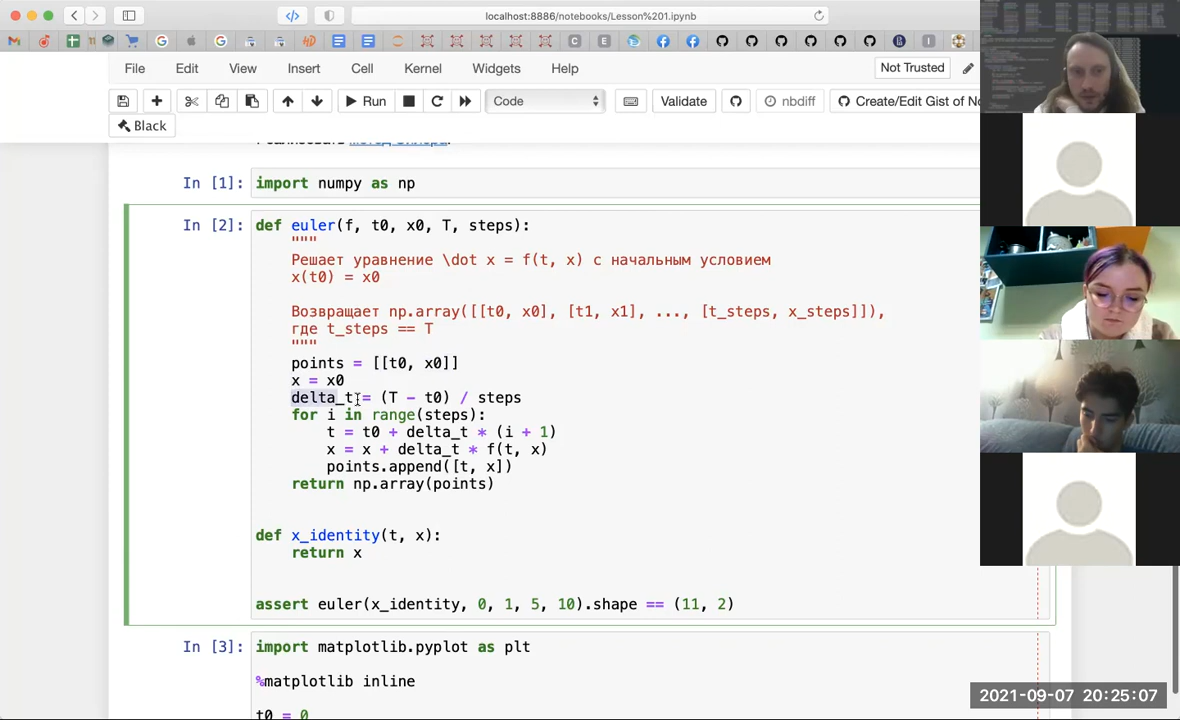 localhost:8886/notebooks/Lesson%201.ipynb
File Edit View Insert Cell Kernel Widgets Help
Not Trusted
Run Code Validate nbdiff Create/Edit Gist of No
Black
In [1]: import numpy as np
In [2]: def euler(f, t0, x0, T, steps):
"""
Решает уравнение \dot x = f(t, x) с начальным условием
x(t0) = x0
Возвращает np.array([[t0, x0], [t1, x1], ..., [t_steps, x_steps]]),
где t_steps == T
"""
points = [[t0, x0]]
x = x0
delta_t = (T - t0) / steps
for i in range(steps):
t = t0 + delta_t * (i + 1)
x = x + delta_t * f(t, x)
points.append([t, x])
return np.array(points)
def x_identity(t, x):
return x
assert euler(x_identity, 0, 1, 5, 10).shape == (11, 2)
In [3]: import matplotlib.pyplot as plt
%matplotlib inline
t0 = 0
2021-09-07 20:25:07